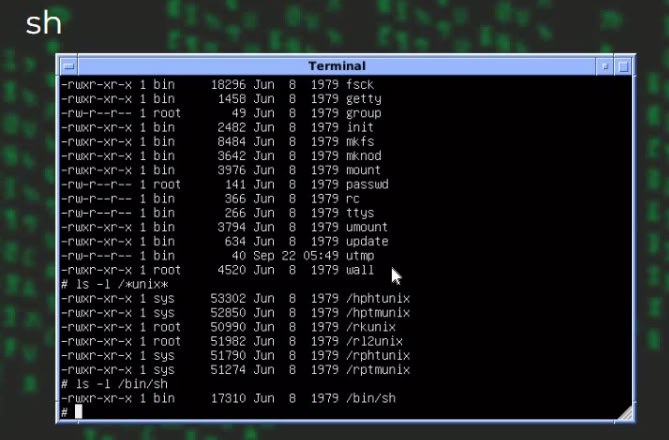 sh
Terminal
-rwxr-xr-x 1 bin 18296 Jun 8 1979 fsck
-rwxr-xr-x 1 bin 1458 Jun 8 1979 getty
-rw-r--r-- 1 root 49 Jun 8 1979 group
-rwxr-xr-x 1 bin 2482 Jun 8 1979 init
-rwxr-xr-x 1 bin 8484 Jun 8 1979 mkfs
-rwxr-xr-x 1 bin 3642 Jun 8 1979 mknod
-rwxr-xr-x 1 bin 3976 Jun 8 1979 mount
-rw-r--r-- 1 root 141 Jun 8 1979 passwd
-rw-r--r-- 1 bin 366 Jun 8 1979 rc
-rw-r--r-- 1 bin 266 Jun 8 1979 ttys
-rwxr-xr-x 1 bin 3794 Jun 8 1979 umount
-rwxr-xr-x 1 bin 634 Jun 8 1979 update
-rw-r--r-- 1 bin 40 Sep 22 05:49 utmp
-rwxr-xr-x 1 root 4520 Jun 8 1979 wall
# ls -l /*unix*
-rwxr-xr-x 1 sys 53302 Jun 8 1979 /hphtunix
-rwxr-xr-x 1 sys 52850 Jun 8 1979 /hptmunix
-rwxr-xr-x 1 root 50990 Jun 8 1979 /rkunix
-rwxr-xr-x 1 root 51982 Jun 8 1979 /rl2unix
-rwxr-xr-x 1 sys 51790 Jun 8 1979 /rphtunix
-rwxr-xr-x 1 sys 51274 Jun 8 1979 /rptmunix
# ls -l /bin/sh
-rwxr-xr-x 1 bin 17310 Jun 8 1979 /bin/sh
#